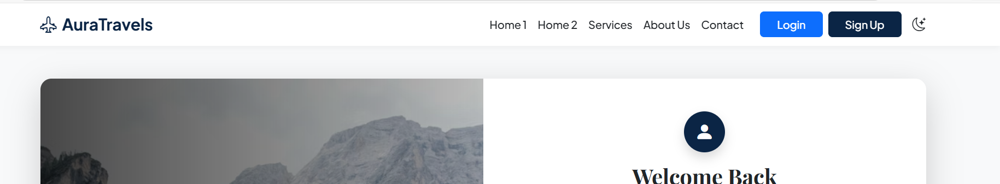 AuraTravels
Home 1 Home 2 Services About Us Contact Login Sign Up
Welcome Back